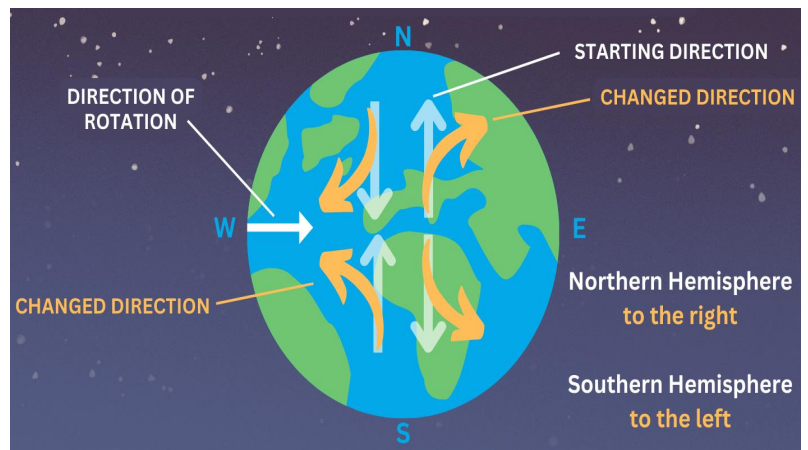 N
STARTING DIRECTION
DIRECTION OF
ROTATION
CHANGED DIRECTION
W
E
CHANGED DIRECTION
Northern Hemisphere
to the right
Southern Hemisphere
to the left
S